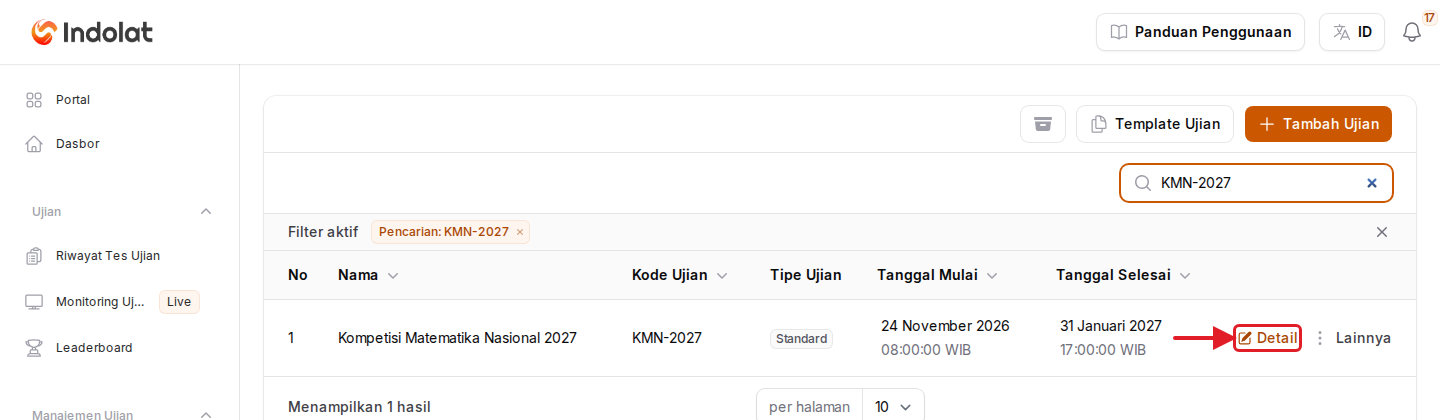 Indolat
Panduan Penggunaan
ID
17
Portal
Dasbor
Ujian
Riwayat Tes Ujian
Monitoring Uj...
Live
Leaderboard
Manajemen Ujian
Template Ujian
Tambah Ujian
KMN-2027
Filter aktif
Pencarian: KMN-2027
No Nama Kode Ujian Tipe Ujian Tanggal Mulai Tanggal Selesai
1 Kompetisi Matematika Nasional 2027 KMN-2027 Standard 24 November 2026 31 Januari 2027 Detail Lainnya
08:00:00 WIB 17:00:00 WIB
Menampilkan 1 hasil
per halaman 10